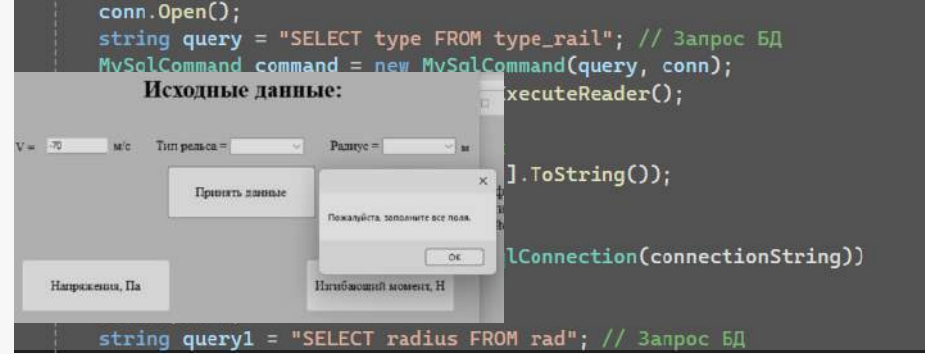 conn.Open();
string query = "SELECT type FROM type_rail"; // Запрос БД
MySqlCommand command = new MySqlCommand(query, conn);
Исходные данные:
xecuteReader();
V = -70 м/с Тип рельса = Радиус = м
].ToString());
Принять данные
Пожалуйста, заполните все поля.
OK
lConnection(connectionString))
Напряжения, Па
Изгибающий момент, Н
string query1 = "SELECT radius FROM rad"; // Запрос БД